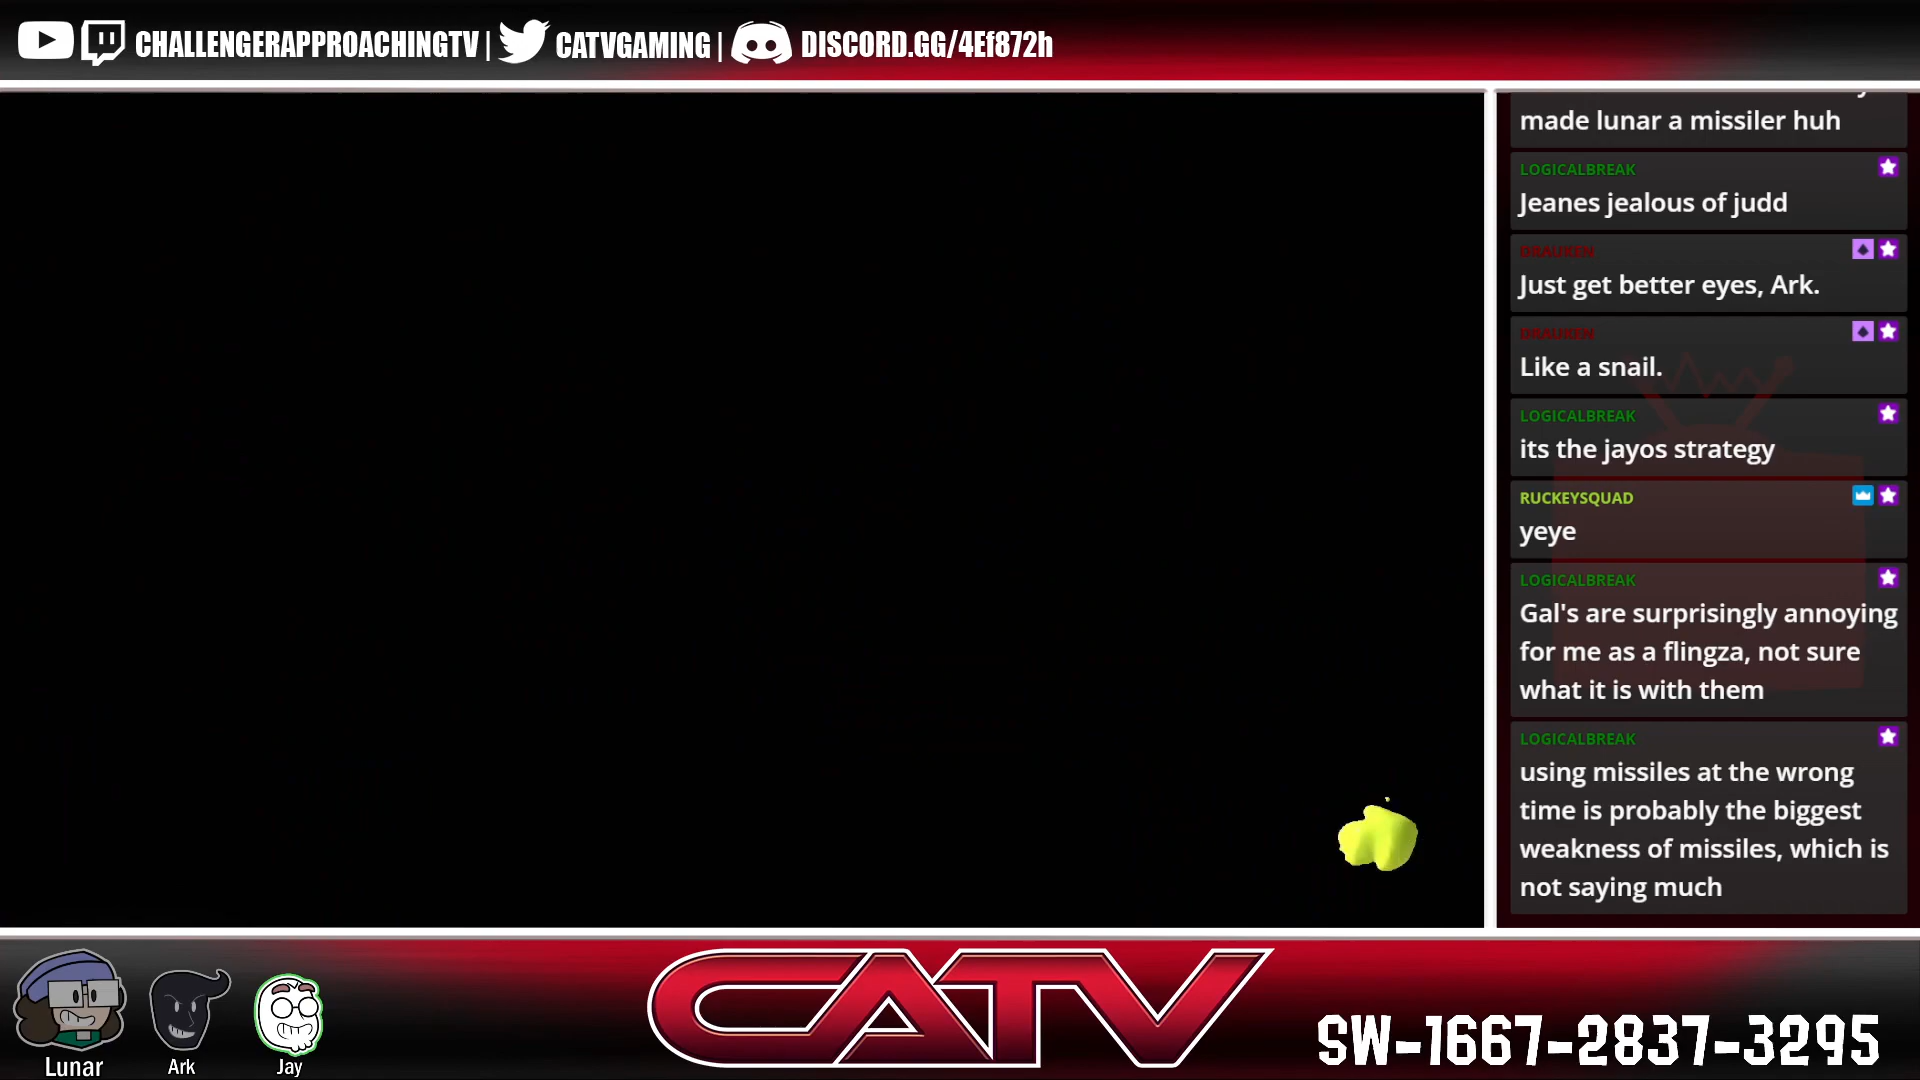 CHALLENGERAPPROACHINGTV | CATVGAMING | DISCORD.GG/4Ef872h
made lunar a missiler huh
LOGICALBREAK
Jeanes jealous of judd
DRAUKEN
Just get better eyes, Ark.
DRAUKEN
Like a snail.
LOGICALBREAK
its the jayos strategy
RUCKEYSQUAD
yeye
LOGICALBREAK
Gal's are surprisingly annoying
for me as a flingza, not sure
what it is with them
LOGICALBREAK
using missiles at the wrong
time is probably the biggest
weakness of missiles, which is
not saying much
Lunar
Ark
Jay
CATV
SW-1667-2837-3295